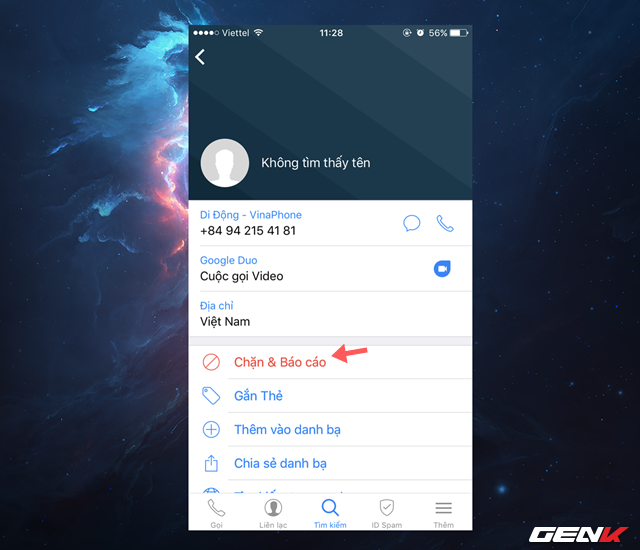 Viettel 11:28 56%
Không tìm thấy tên
Di Động - VinaPhone
+84 94 215 41 81
Google Duo
Cuộc gọi Video
Địa chỉ
Việt Nam
Chặn & Báo cáo
Gắn Thẻ
Thêm vào danh bạ
Chia sẻ danh bạ
Gọi Liên lạc Tìm kiếm ID Spam Thêm
GENK